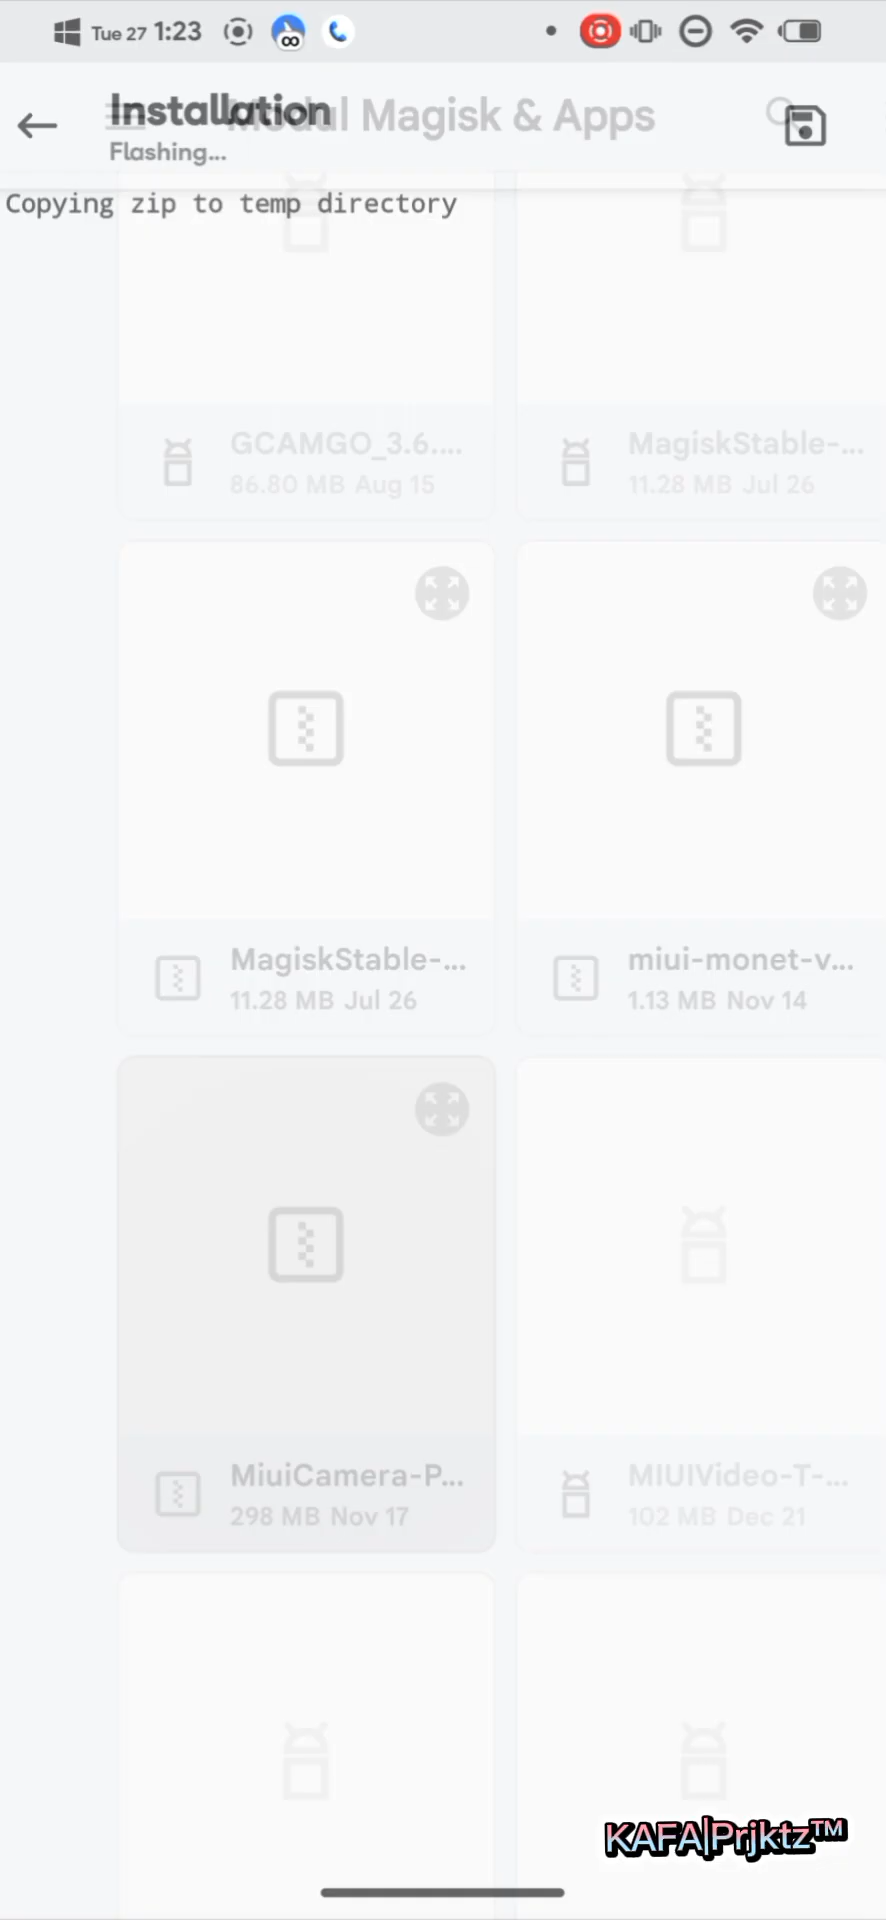 Tue 27 1:23
Installation
Modul Magisk & Apps
Flashing...
Copying zip to temp directory
GCAMGO_3.6....
86.80 MB Aug 15
MagiskStable-...
11.28 MB Jul 26
MagiskStable-...
11.28 MB Jul 26
miui-monet-v...
1.13 MB Nov 14
MiuiCamera-P...
298 MB Nov 17
MIUIVideo-T-...
102 MB Dec 21
KAFA|Prjktz™